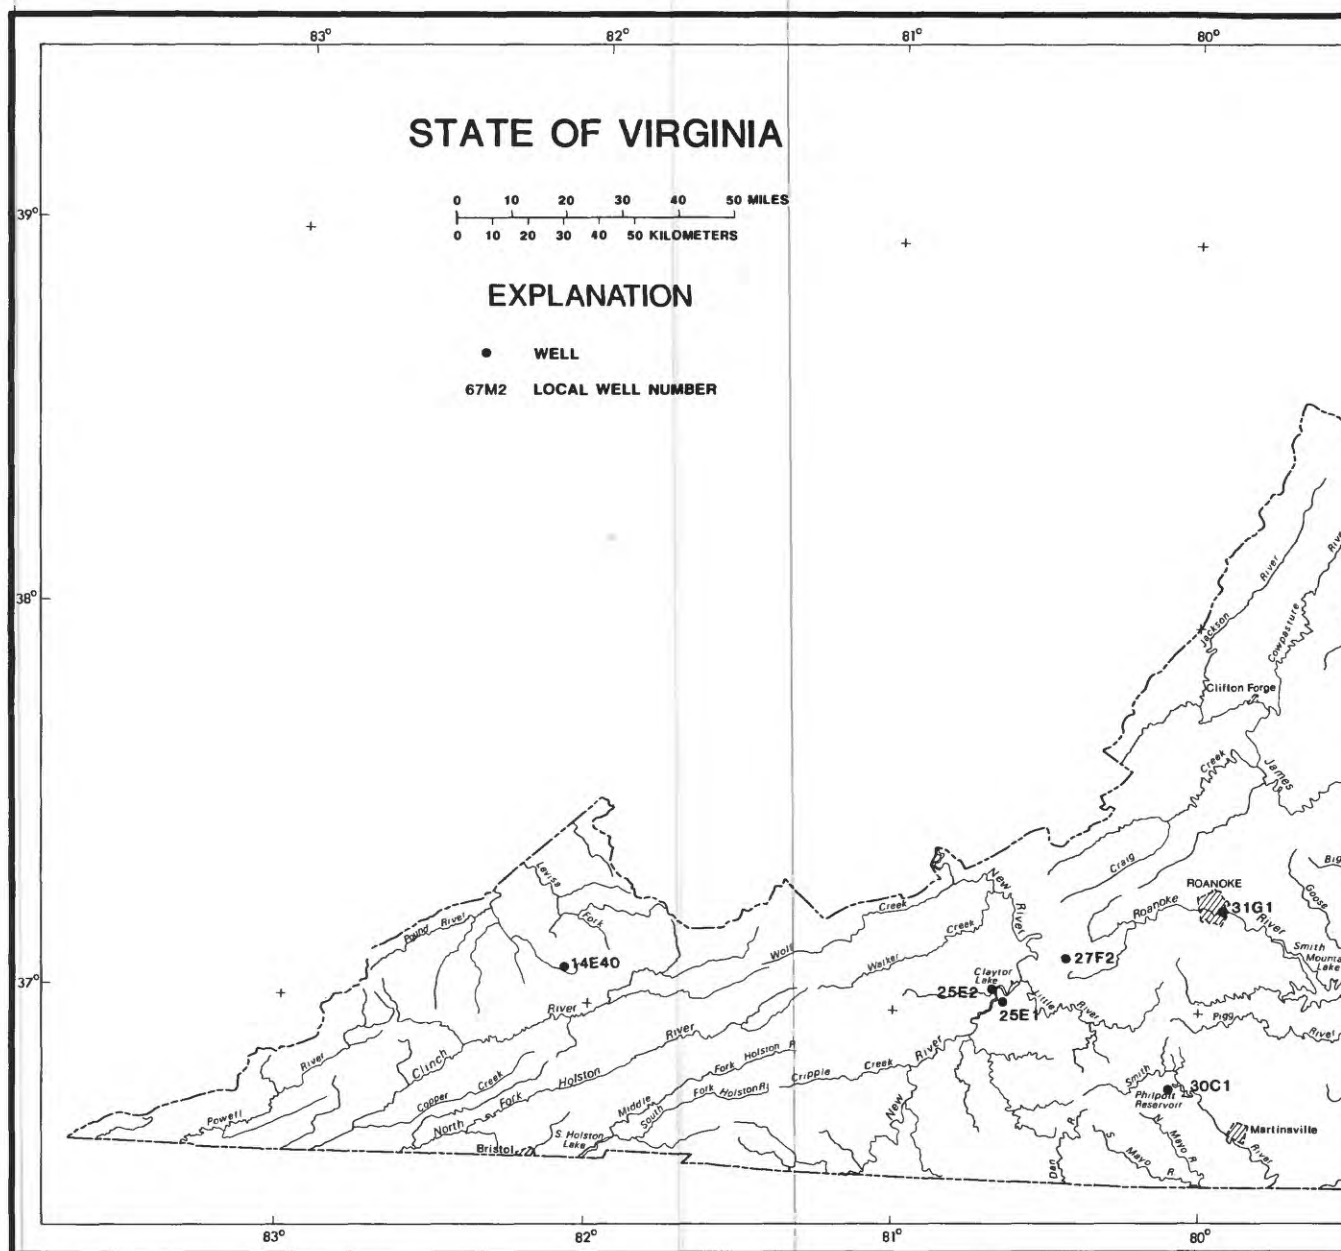 83° 82° 81° 80°
STATE OF VIRGINIA
0 10 20 30 40 50 MILES
39°
0 10 20 30 40 50 KILOMETERS
EXPLANATION
WELL
67M2 LOCAL WELL NUMBER
38°
River
Jackson
Cowpasture
Clifton Forge
Creek
James
Craig
Levisa
Fork
Pound River
New
River
Creek
Wolf
Creek
Walker
Roanoke
ROANOKE
31G1
River
Goose
Smith
Lake
14E40
27F2
37°
Claytor
Lake
25E2
25E1
Little
River
Pigg
River
River
Clinch
River
River
Powell
Copper
Creek
North
Fork
Holston
River
Middle
Fork
Holston R.
South
Fork
Holston R.
Cripple
Creek
River
New
Smith
30C1
Philpott
Reservoir
Martinsville
River
S. Holston
Lake
Bristol
Dan
R.
S.
Mayo
R.
N.
Mayo R.
83° 82° 81° 80°